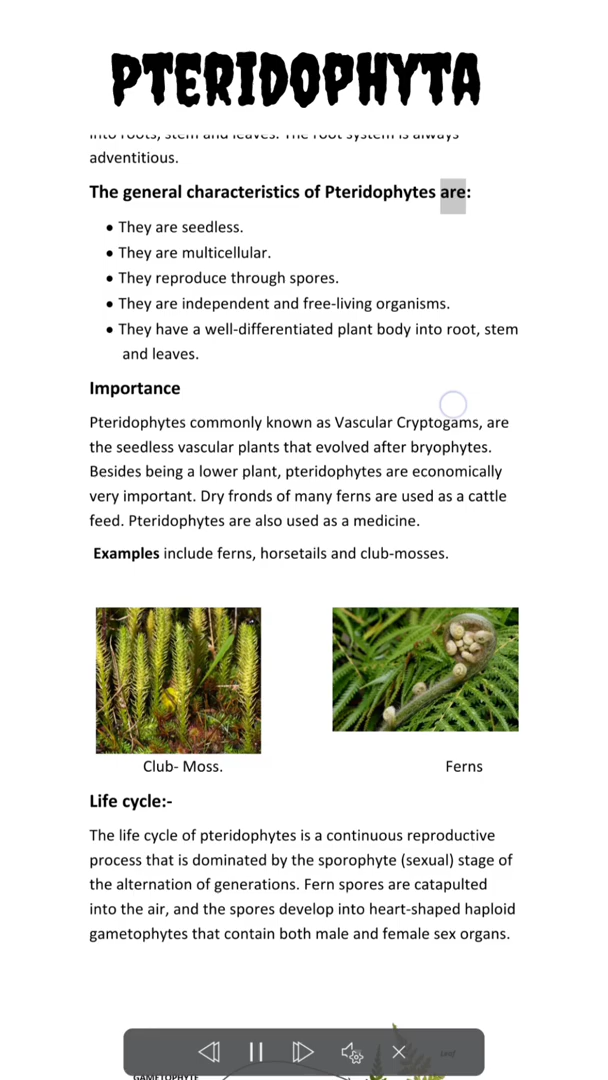 PTERIDOPHYTA
into roots, stem and leaves. The root system is always
adventitious.
The general characteristics of Pteridophytes are:
• They are seedless.
• They are multicellular.
• They reproduce through spores.
• They are independent and free-living organisms.
• They have a well-differentiated plant body into root, stem
and leaves.
Importance
Pteridophytes commonly known as Vascular Cryptogams, are
the seedless vascular plants that evolved after bryophytes.
Besides being a lower plant, pteridophytes are economically
very important. Dry fronds of many ferns are used as a cattle
feed. Pteridophytes are also used as a medicine.
Examples include ferns, horsetails and club-mosses.
Club- Moss.
Ferns
Life cycle:-
The life cycle of pteridophytes is a continuous reproductive
process that is dominated by the sporophyte (sexual) stage of
the alternation of generations. Fern spores are catapulted
into the air, and the spores develop into heart-shaped haploid
gametophytes that contain both male and female sex organs.
Leaf
GAMETOPHYTE